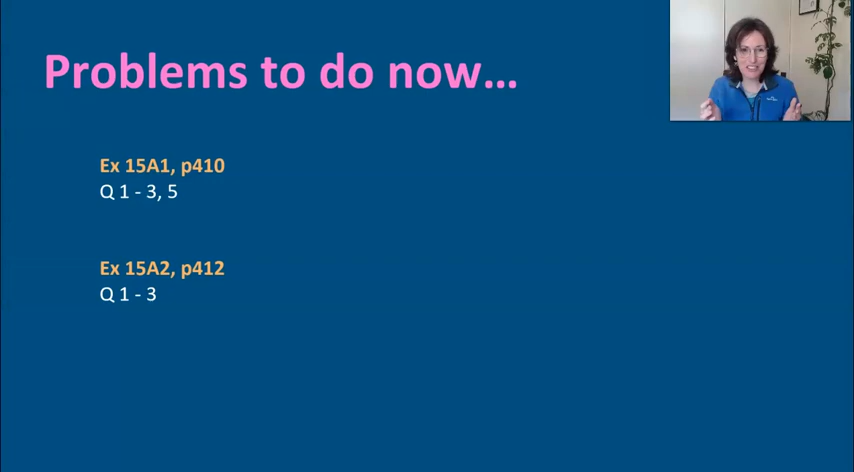 Problems to do now...
Ex 15A1, p410
Q 1 - 3, 5
Ex 15A2, p412
Q 1 - 3